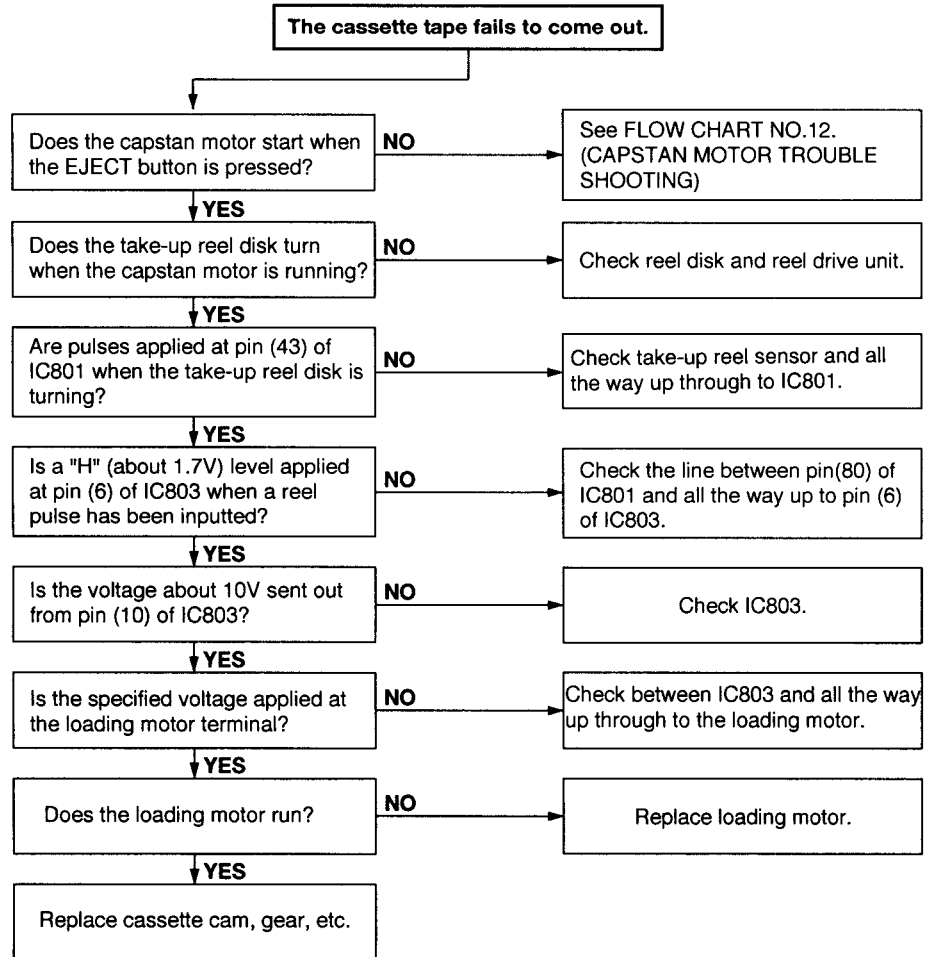 The cassette tape fails to come out.
Does the capstan motor start when
the EJECT button is pressed?
NO
See FLOW CHART NO.12.
(CAPSTAN MOTOR TROUBLE
SHOOTING)
YES
Does the take-up reel disk turn
when the capstan motor is running?
NO
Check reel disk and reel drive unit.
YES
Are pulses applied at pin (43) of
IC801 when the take-up reel disk is
turning?
NO
Check take-up reel sensor and all
the way up through to IC801.
YES
Is a "H" (about 1.7V) level applied
at pin (6) of IC803 when a reel
pulse has been inputted?
NO
Check the line between pin(80) of
IC801 and all the way up to pin (6)
of IC803.
YES
Is the voltage about 10V sent out
from pin (10) of IC803?
NO
Check IC803.
YES
Is the specified voltage applied at
the loading motor terminal?
NO
Check between IC803 and all the way
up through to the loading motor.
YES
Does the loading motor run?
NO
Replace loading motor.
YES
Replace cassette cam, gear, etc.